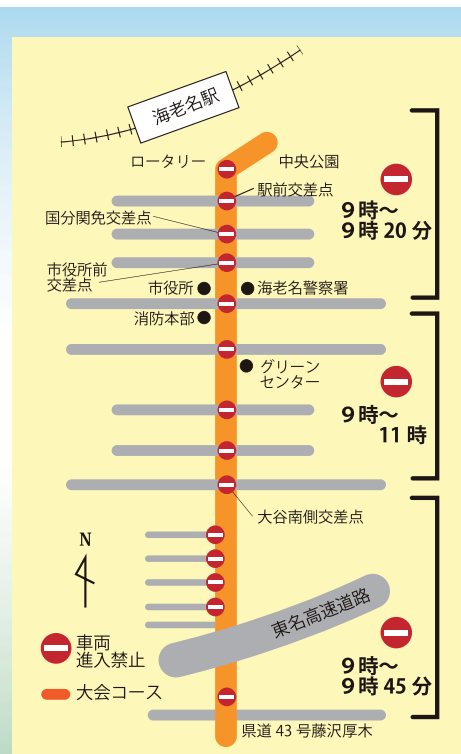 海老名駅
ロータリー
中央公園
駅前交差点
国分関免交差点
9時〜
9時20分
市役所前
交差点
市役所
海老名警察署
消防本部
グリーン
センター
9時〜
11時
大谷南側交差点
N
東名高速道路
車両
進入禁止
9時〜
9時45分
大会コース
県道43号藤沢厚木